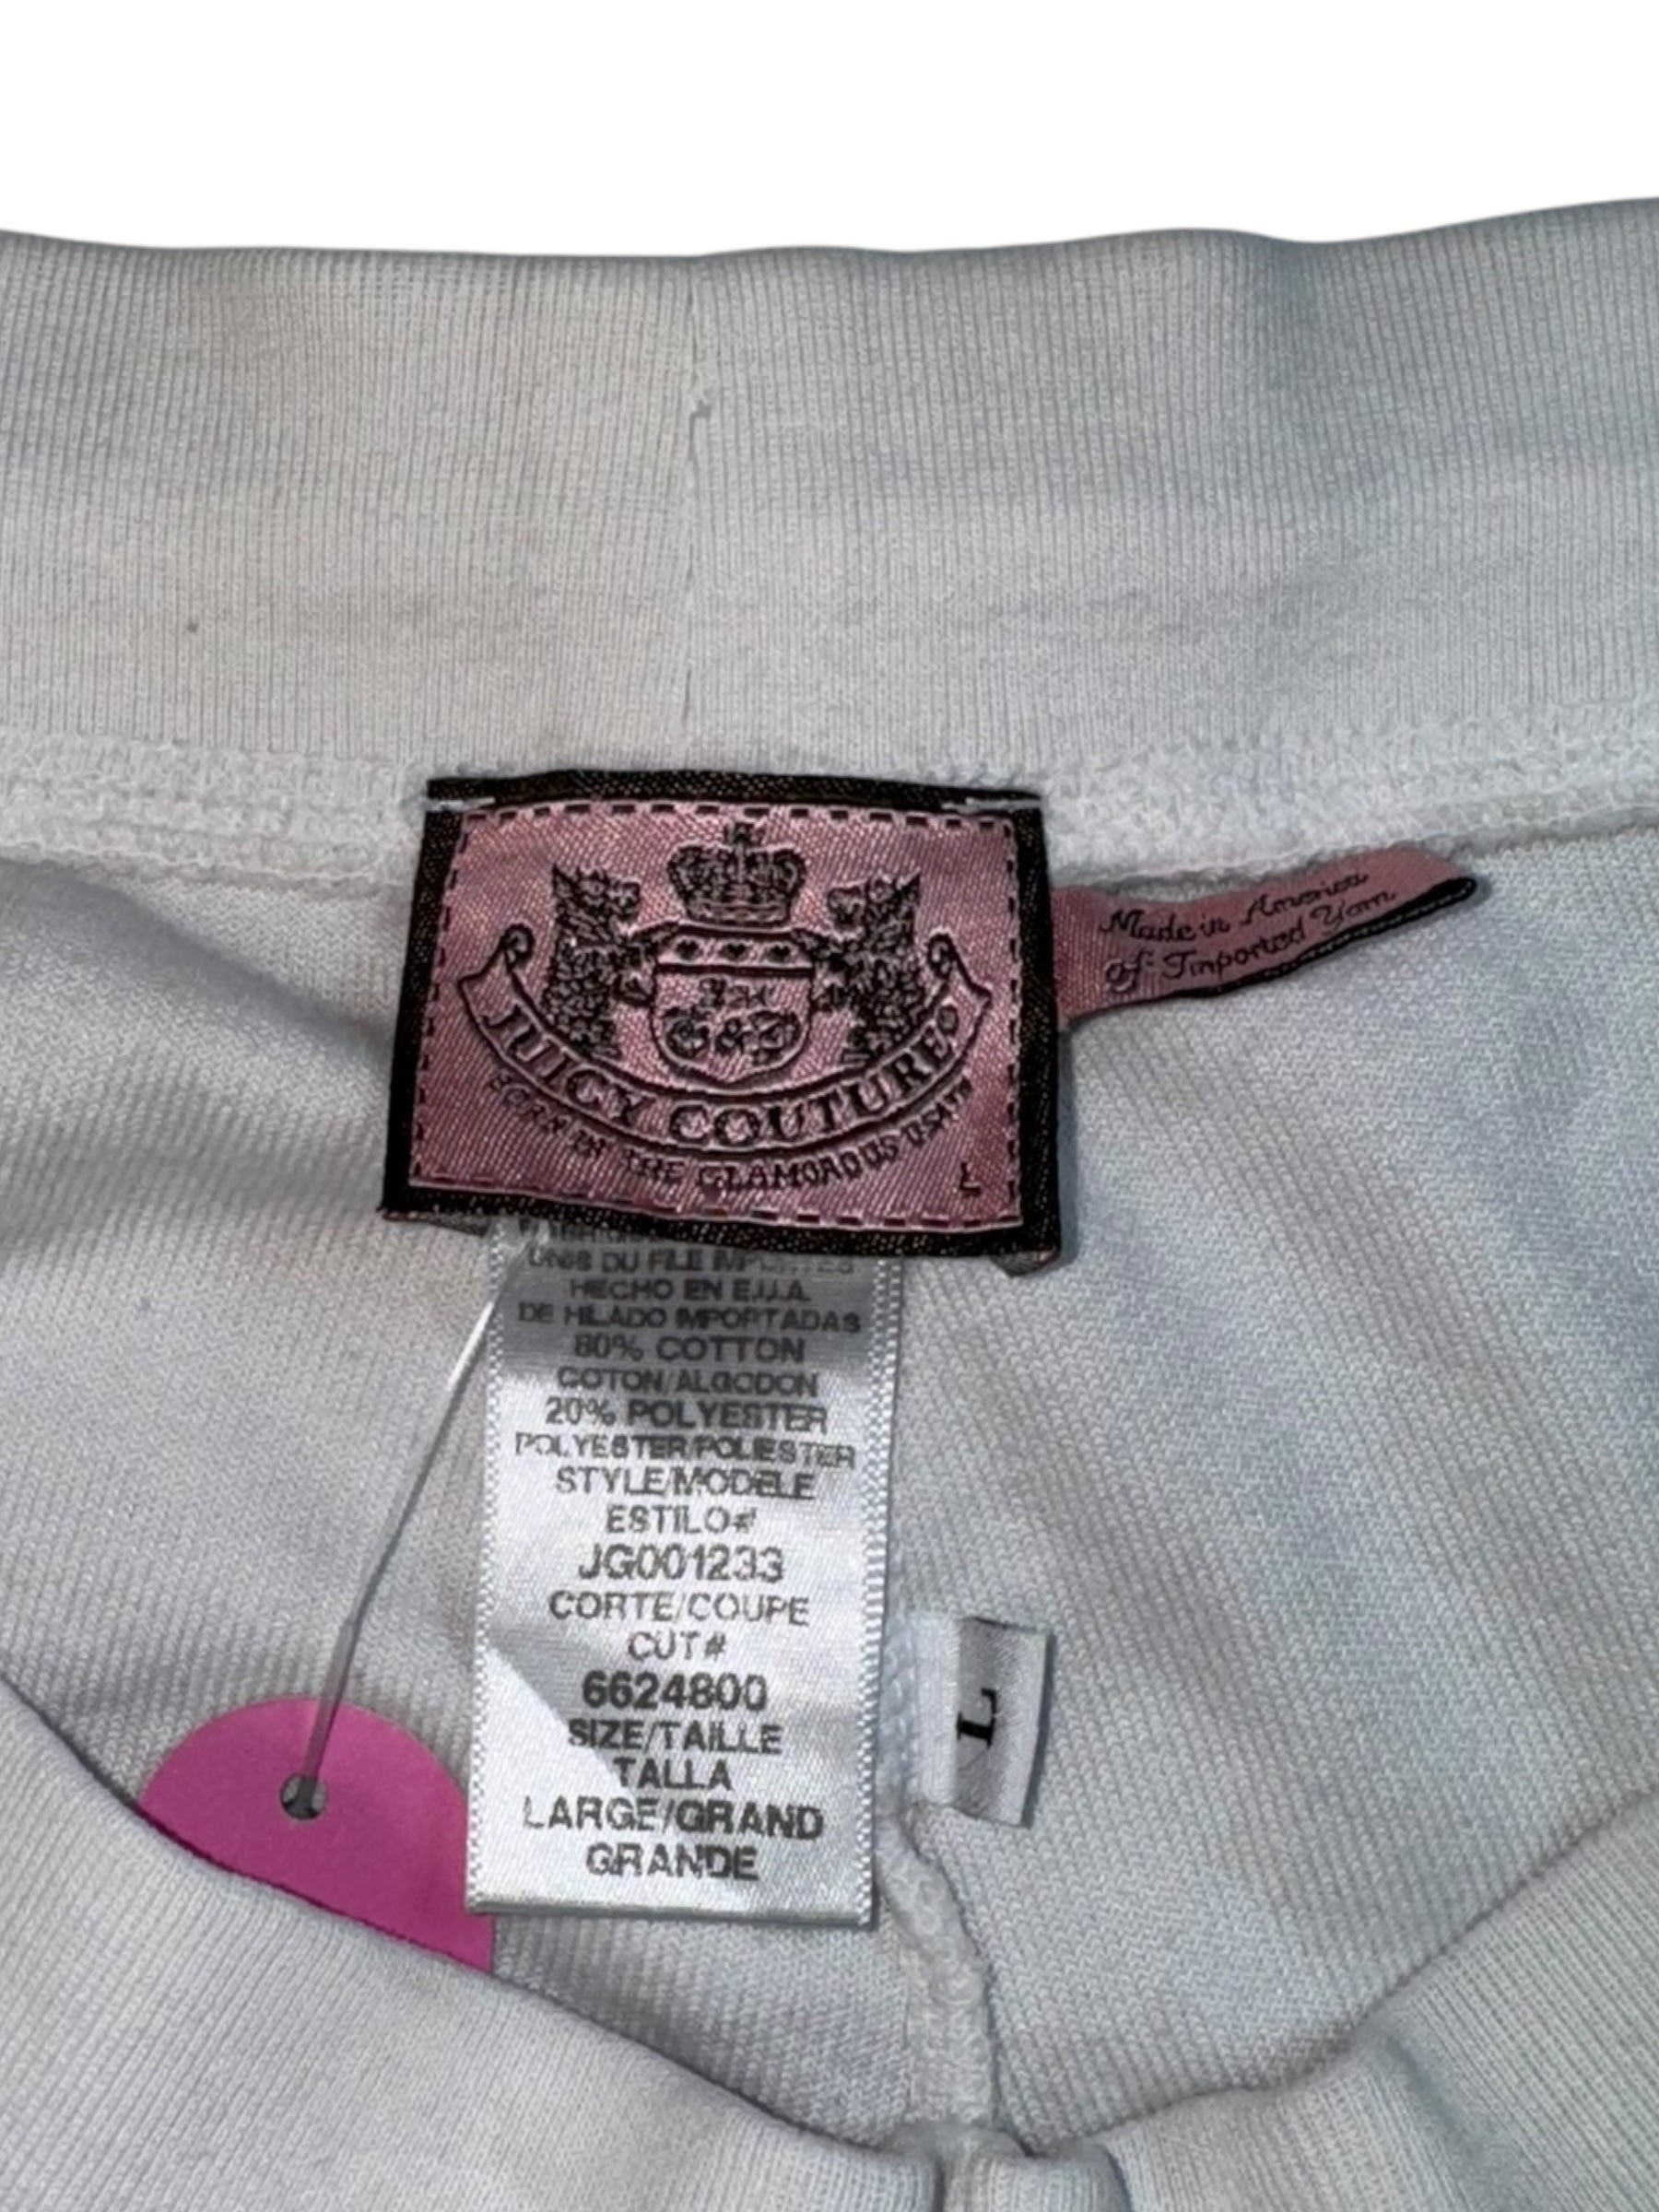 JUICY COUTURE
BORN IN THE GLAMOROUS USA
L
Made in America
of Imported Yarn
HECHO EN E.U.A.
DE HILADO IMPORTADAS
80% COTTON
COTON/ALGODON
20% POLYESTER
POLYESTER/POLIESTER
STYLE/MODELE
ESTILO#
JG001233
CORTE/COUPE
CUT#
6624800
SIZE/TAILLE
TALLA
LARGE/GRAND
GRANDE
L